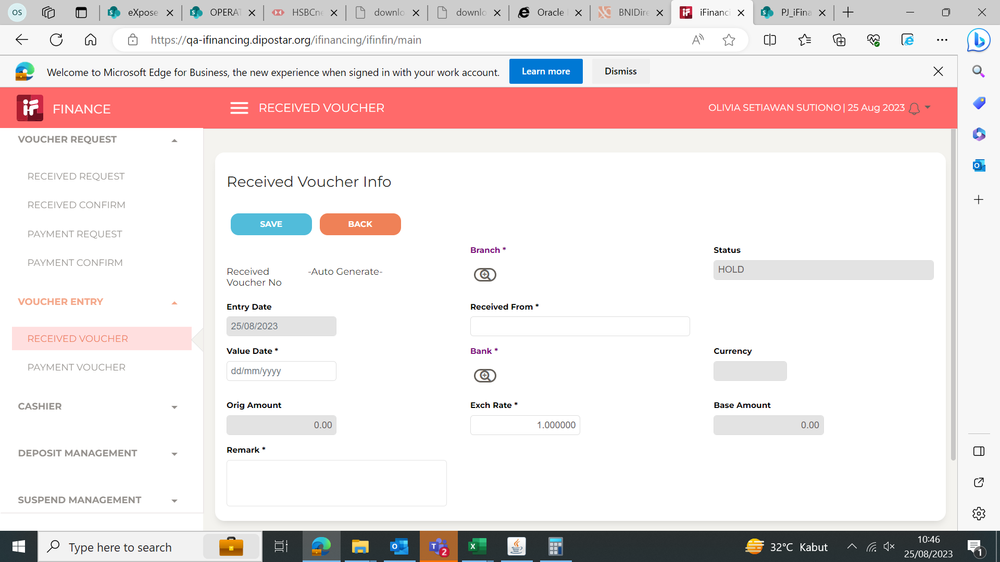 OS
eXpose
OPERAT
HSBCne
downlo
downlo
Oracle
BNIDire
iFinanci
PJ_iFina
https://qa-ifinancing.dipostar.org/ifinancing/ifinfin/main
Welcome to Microsoft Edge for Business, the new experience when signed in with your work account.
Learn more
Dismiss
iF
FINANCE
RECEIVED VOUCHER
OLIVIA SETIAWAN SUTIONO | 25 Aug 2023
VOUCHER REQUEST
RECEIVED REQUEST
RECEIVED CONFIRM
PAYMENT REQUEST
PAYMENT CONFIRM
VOUCHER ENTRY
RECEIVED VOUCHER
PAYMENT VOUCHER
CASHIER
DEPOSIT MANAGEMENT
SUSPEND MANAGEMENT
Received Voucher Info
SAVE
BACK
Received Voucher No
-Auto Generate-
Branch *
Status
HOLD
Entry Date
25/08/2023
Received From *
Value Date *
dd/mm/yyyy
Bank *
Currency
Orig Amount
0.00
Exch Rate *
1.000000
Base Amount
0.00
Remark *
Type here to search
2
32°C Kabut
10:46
25/08/2023
1